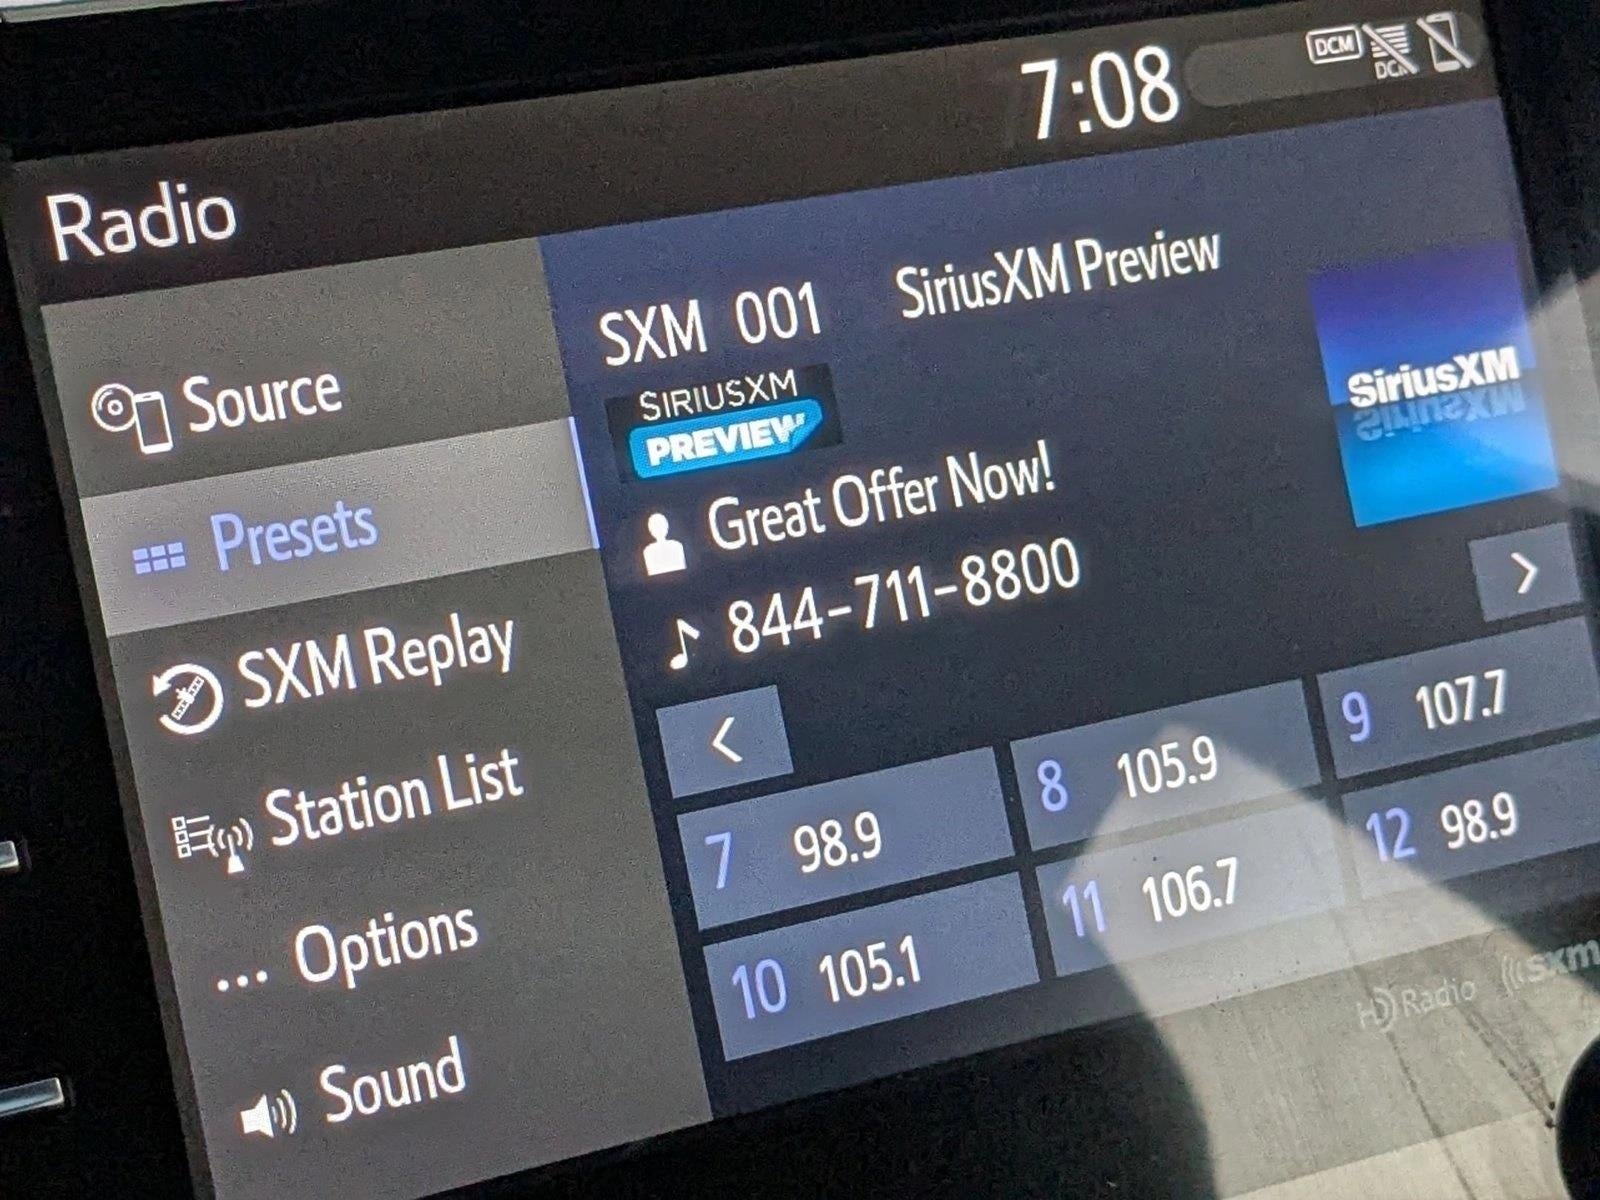 7:08
DCM
DCM
Radio
Source
Presets
SXM Replay
Station List
... Options
Sound
SXM 001 SiriusXM Preview
SIRIUSXM
PREVIEW
SiriusXM
Great Offer Now!
844-711-8800
<
>
7 98.9
8 105.9
9 107.7
10 105.1
11 106.7
12 98.9
HD Radio
sxm